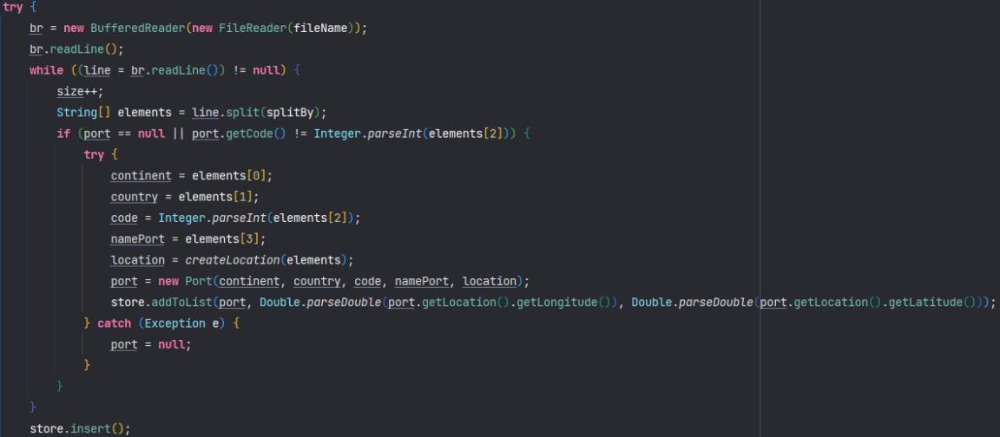 try {
br = new BufferedReader(new FileReader(fileName));
br.readLine();
while ((line = br.readLine()) != null) {
size++;
String[] elements = line.split(splitBy);
if (port == null || port.getCode() != Integer.parseInt(elements[2])) {
try {
continent = elements[0];
country = elements[1];
code = Integer.parseInt(elements[2]);
namePort = elements[3];
location = createLocation(elements);
port = new Port(continent, country, code, namePort, location);
store.addToList(port, Double.parseDouble(port.getLocation().getLongitude()), Double.parseDouble(port.getLocation().getLatitude()));
} catch (Exception e) {
port = null;
}
}
}
store.insert();